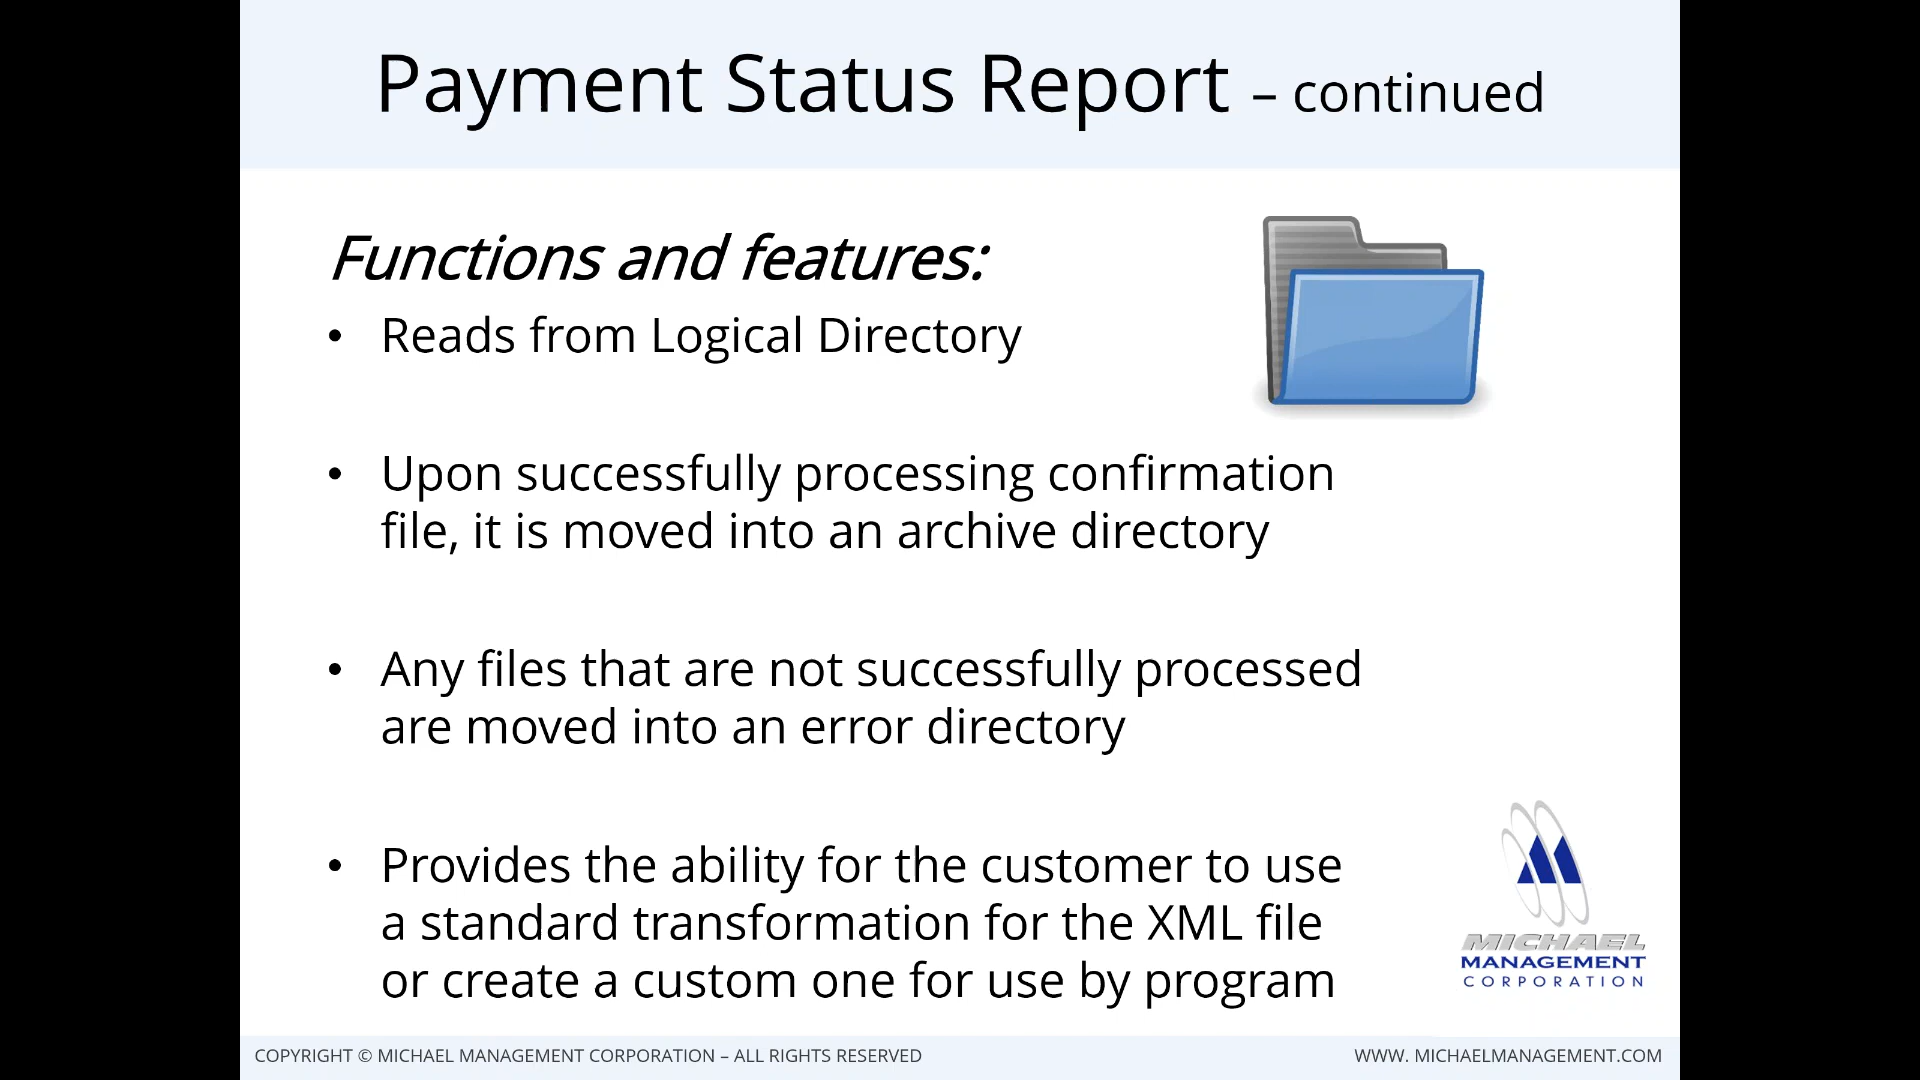 Payment Status Report – continued
Functions and features:
• Reads from Logical Directory
• Upon successfully processing confirmation
file, it is moved into an archive directory
• Any files that are not successfully processed
are moved into an error directory
• Provides the ability for the customer to use
a standard transformation for the XML file
or create a custom one for use by program
MICHAEL
MANAGEMENT
CORPORATION
COPYRIGHT © MICHAEL MANAGEMENT CORPORATION – ALL RIGHTS RESERVED
WWW. MICHAELMANAGEMENT.COM